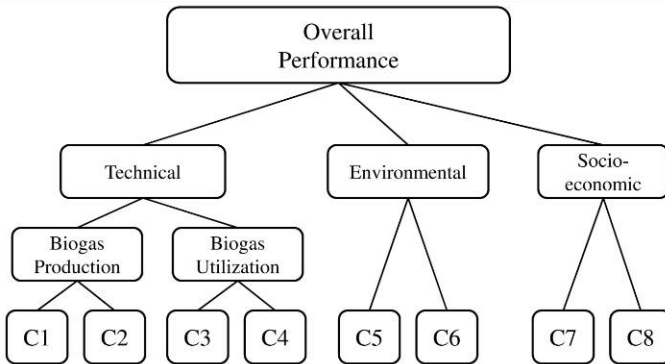 Overall
Performance
Technical
Environmental
Socio-
economic
Biogas
Production
Biogas
Utilization
C1
C2
C3
C4
C5
C6
C7
C8